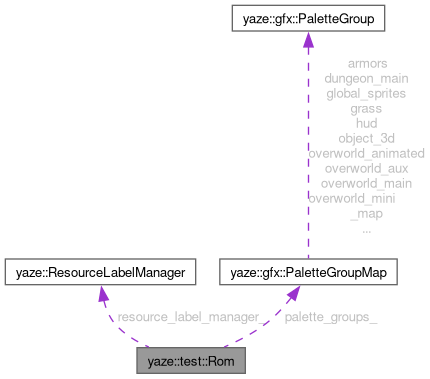 yaze::gfx::PaletteGroup
armors
dungeon_main
global_sprites
grass
hud
object_3d
overworld_animated
overworld_aux
overworld_main
overworld_mini
_map
...
yaze::ResourceLabelManager
yaze::gfx::PaletteGroupMap
resource_label_manager_
palette_groups_
yaze::test::Rom